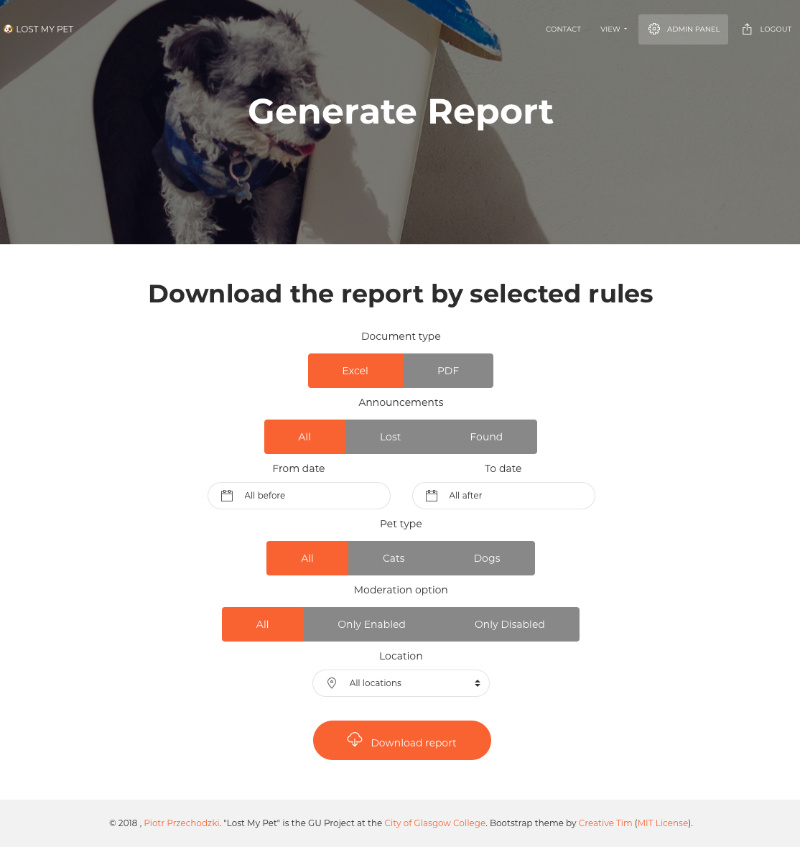 LOST MY PET CONTACT VIEW ADMIN PANEL LOGOUT
Generate Report
Download the report by selected rules
Document type
Excel PDF
Announcements
All Lost Found
From date To date
All before All after
Pet type
All Cats Dogs
Moderation option
All Only Enabled Only Disabled
Location
All locations
Download report
© 2018 , Piotr Przechodzki. "Lost My Pet" is the GU Project at the City of Glasgow College. Bootstrap theme by Creative Tim (MIT License).